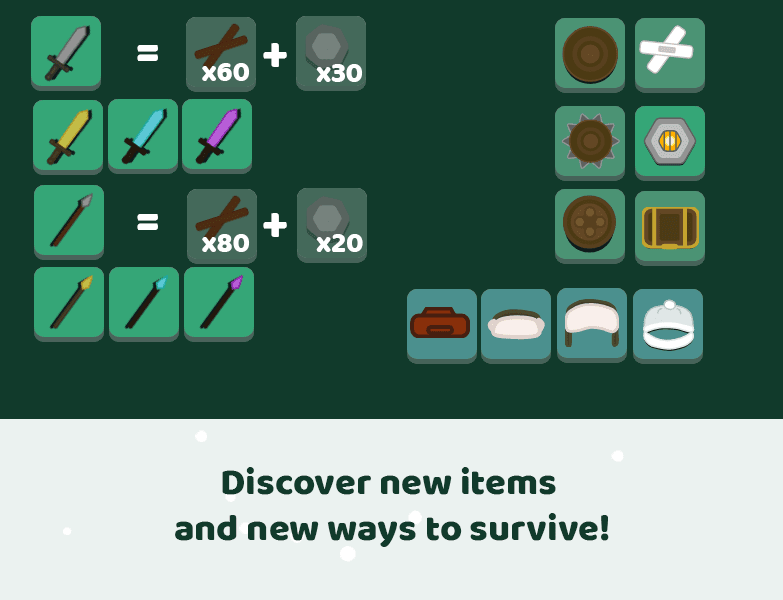 = x60 + x30
= x80 + x20
Discover new items
and new ways to survive!